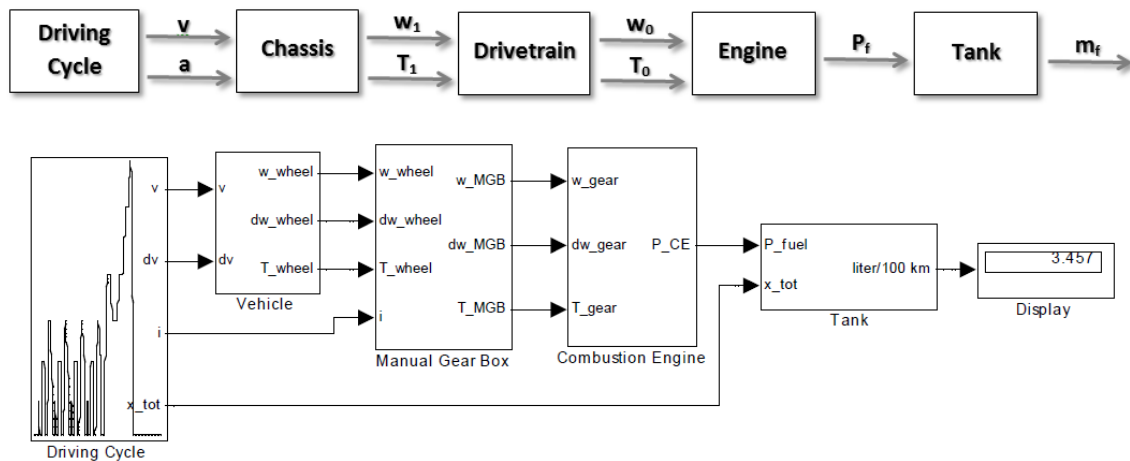 Driving Cycle
v
a
Chassis
w1
T1
Drivetrain
w0
T0
Engine
Pf
Tank
mf
v
dv
i
x_tot
Driving Cycle
v
dv
w_wheel
dw_wheel
T_wheel
Vehicle
w_wheel
dw_wheel
T_wheel
i
w_MGB
dw_MGB
T_MGB
Manual Gear Box
w_gear
dw_gear
T_gear
P_CE
Combustion Engine
P_fuel
x_tot
liter/100 km
Tank
3.457
Display